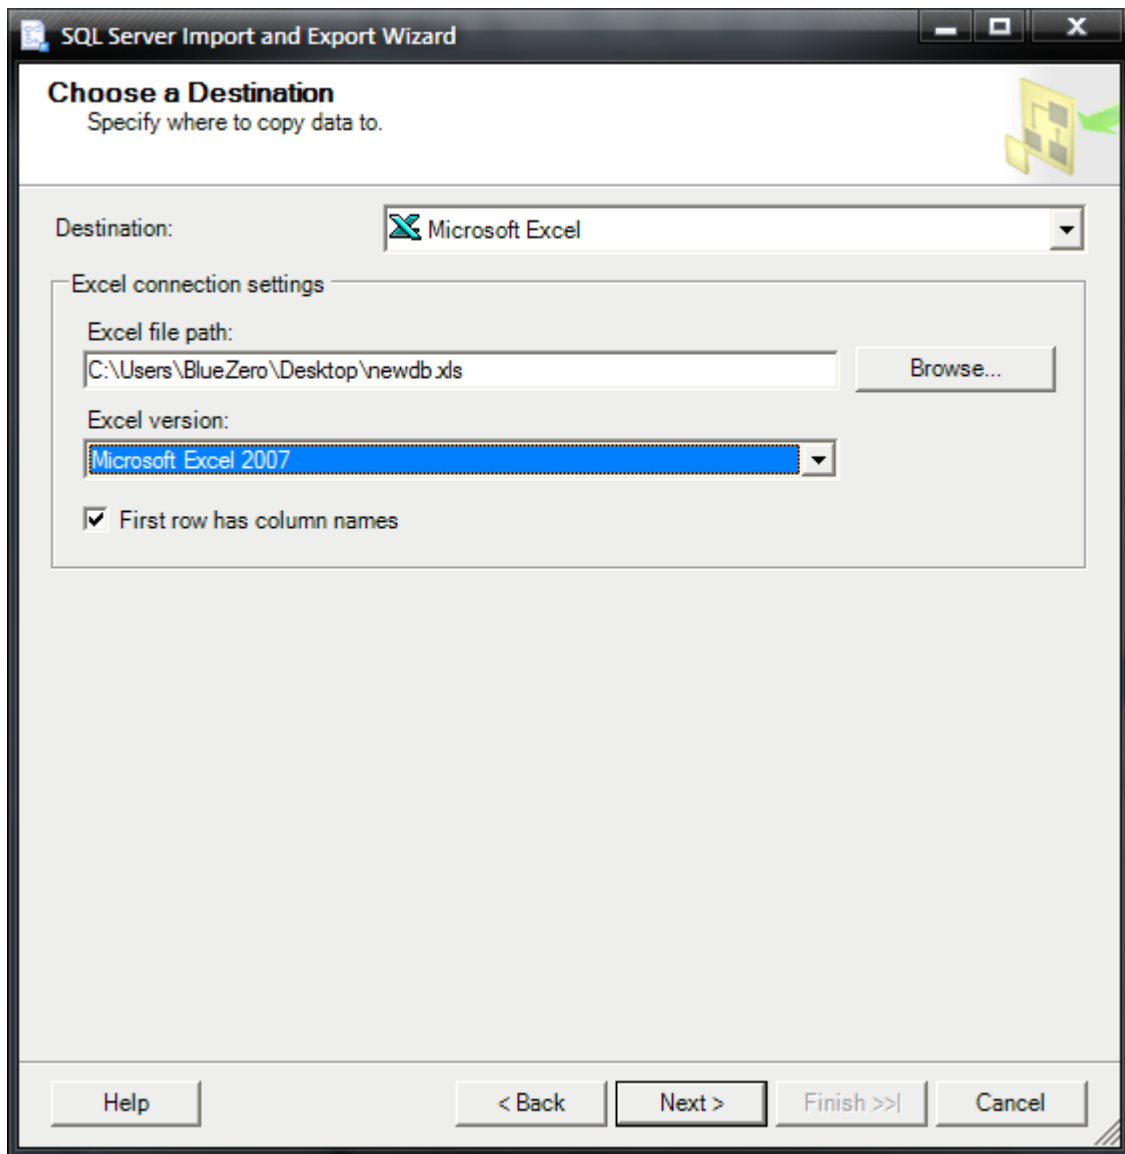 SQL Server Import and Export Wizard
Choose a Destination
Specify where to copy data to.
Destination:
Microsoft Excel
Excel connection settings
Excel file path:
C:\Users\BlueZero\Desktop\newdb.xls
Browse...
Excel version:
Microsoft Excel 2007
First row has column names
Help
< Back
Next >
Finish >>|
Cancel